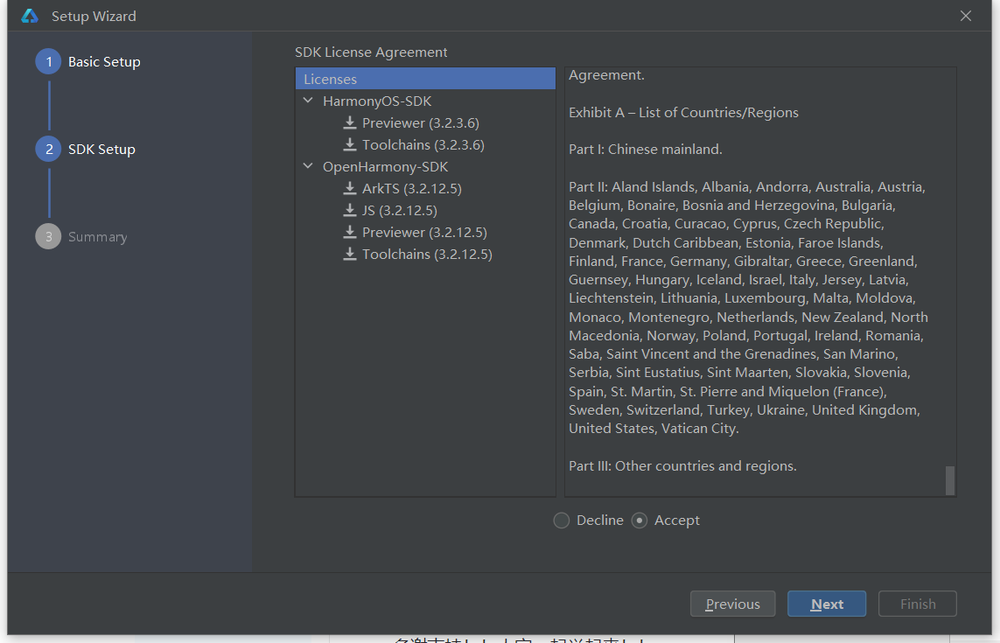 Setup Wizard
1 Basic Setup
2 SDK Setup
3 Summary
SDK License Agreement
Licenses
HarmonyOS-SDK
Previewer (3.2.3.6)
Toolchains (3.2.3.6)
OpenHarmony-SDK
ArkTS (3.2.12.5)
JS (3.2.12.5)
Previewer (3.2.12.5)
Toolchains (3.2.12.5)
Agreement.
Exhibit A – List of Countries/Regions
Part I: Chinese mainland.
Part II: Aland Islands, Albania, Andorra, Australia, Austria,
Belgium, Bonaire, Bosnia and Herzegovina, Bulgaria,
Canada, Croatia, Curacao, Cyprus, Czech Republic,
Denmark, Dutch Caribbean, Estonia, Faroe Islands,
Finland, France, Germany, Gibraltar, Greece, Greenland,
Guernsey, Hungary, Iceland, Israel, Italy, Jersey, Latvia,
Liechtenstein, Lithuania, Luxembourg, Malta, Moldova,
Monaco, Montenegro, Netherlands, New Zealand, North
Macedonia, Norway, Poland, Portugal, Ireland, Romania,
Saba, Saint Vincent and the Grenadines, San Marino,
Serbia, Sint Eustatius, Sint Maarten, Slovakia, Slovenia,
Spain, St. Martin, St. Pierre and Miquelon (France),
Sweden, Switzerland, Turkey, Ukraine, United Kingdom,
United States, Vatican City.
Part III: Other countries and regions.
Decline Accept
Previous Next Finish